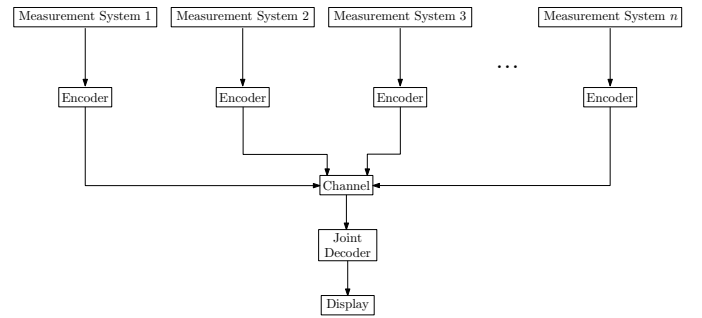 Measurement System 1
Measurement System 2
Measurement System 3
Measurement System n
...
Encoder
Encoder
Encoder
Encoder
Channel
Joint
Decoder
Display